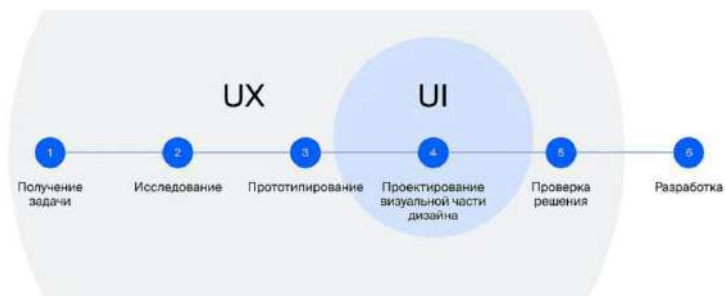 UX
UI
1
2
3
4
5
6
Получение
задачи
Исследование
Прототипирование
Проектирование
визуальной части
дизайна
Проверка
решения
Разработка